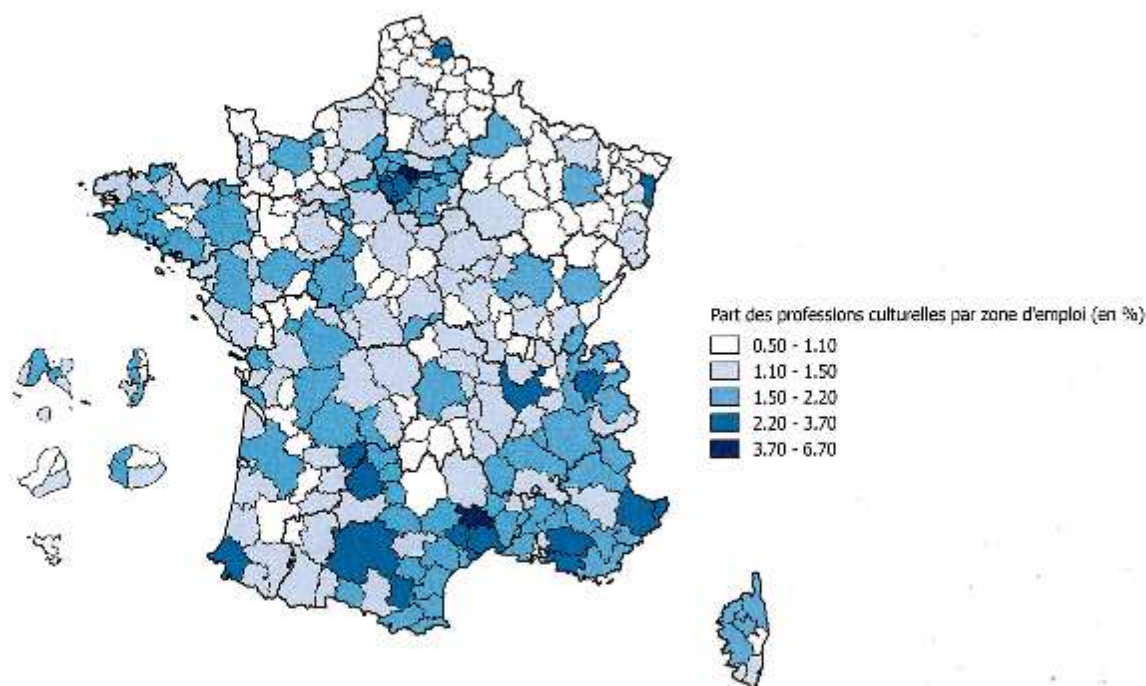 Part des professions culturelles par zone d'emploi (en %)
0.50 - 1.10
1.10 - 1.50
1.50 - 2.20
2.20 - 3.70
3.70 - 6.70